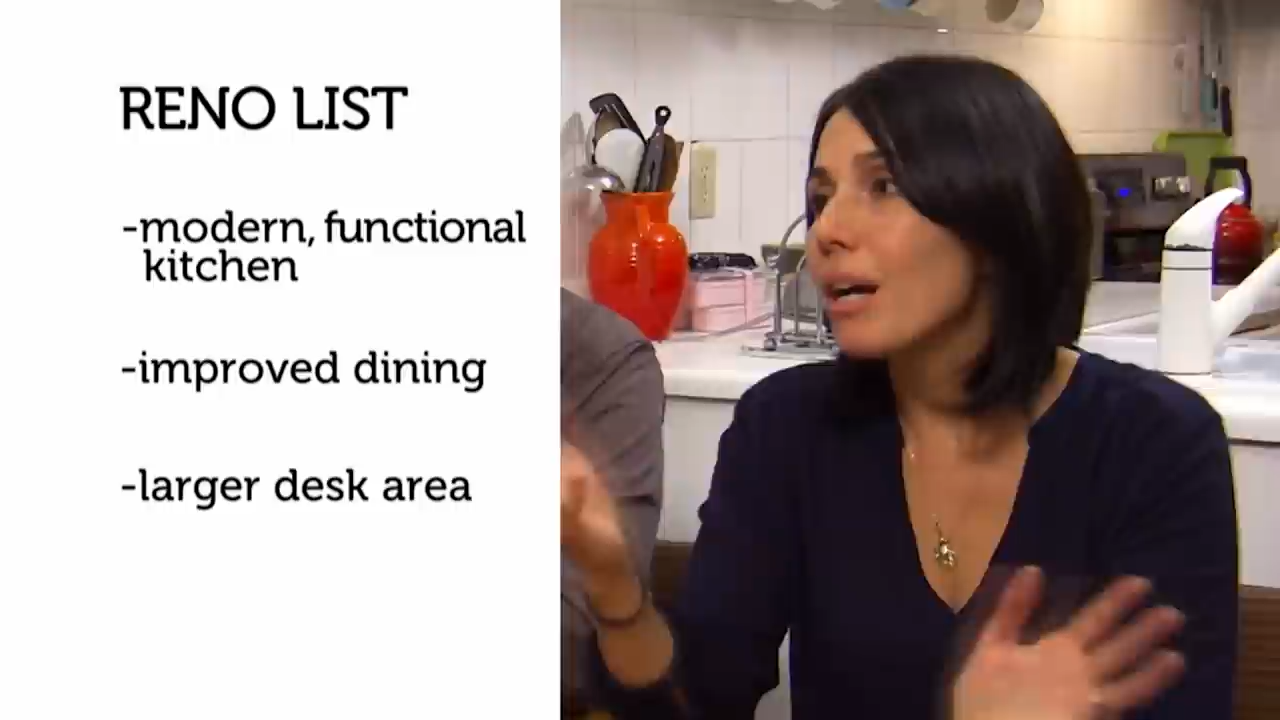 RENO LIST
-modern, functional
kitchen
-improved dining
-larger desk area